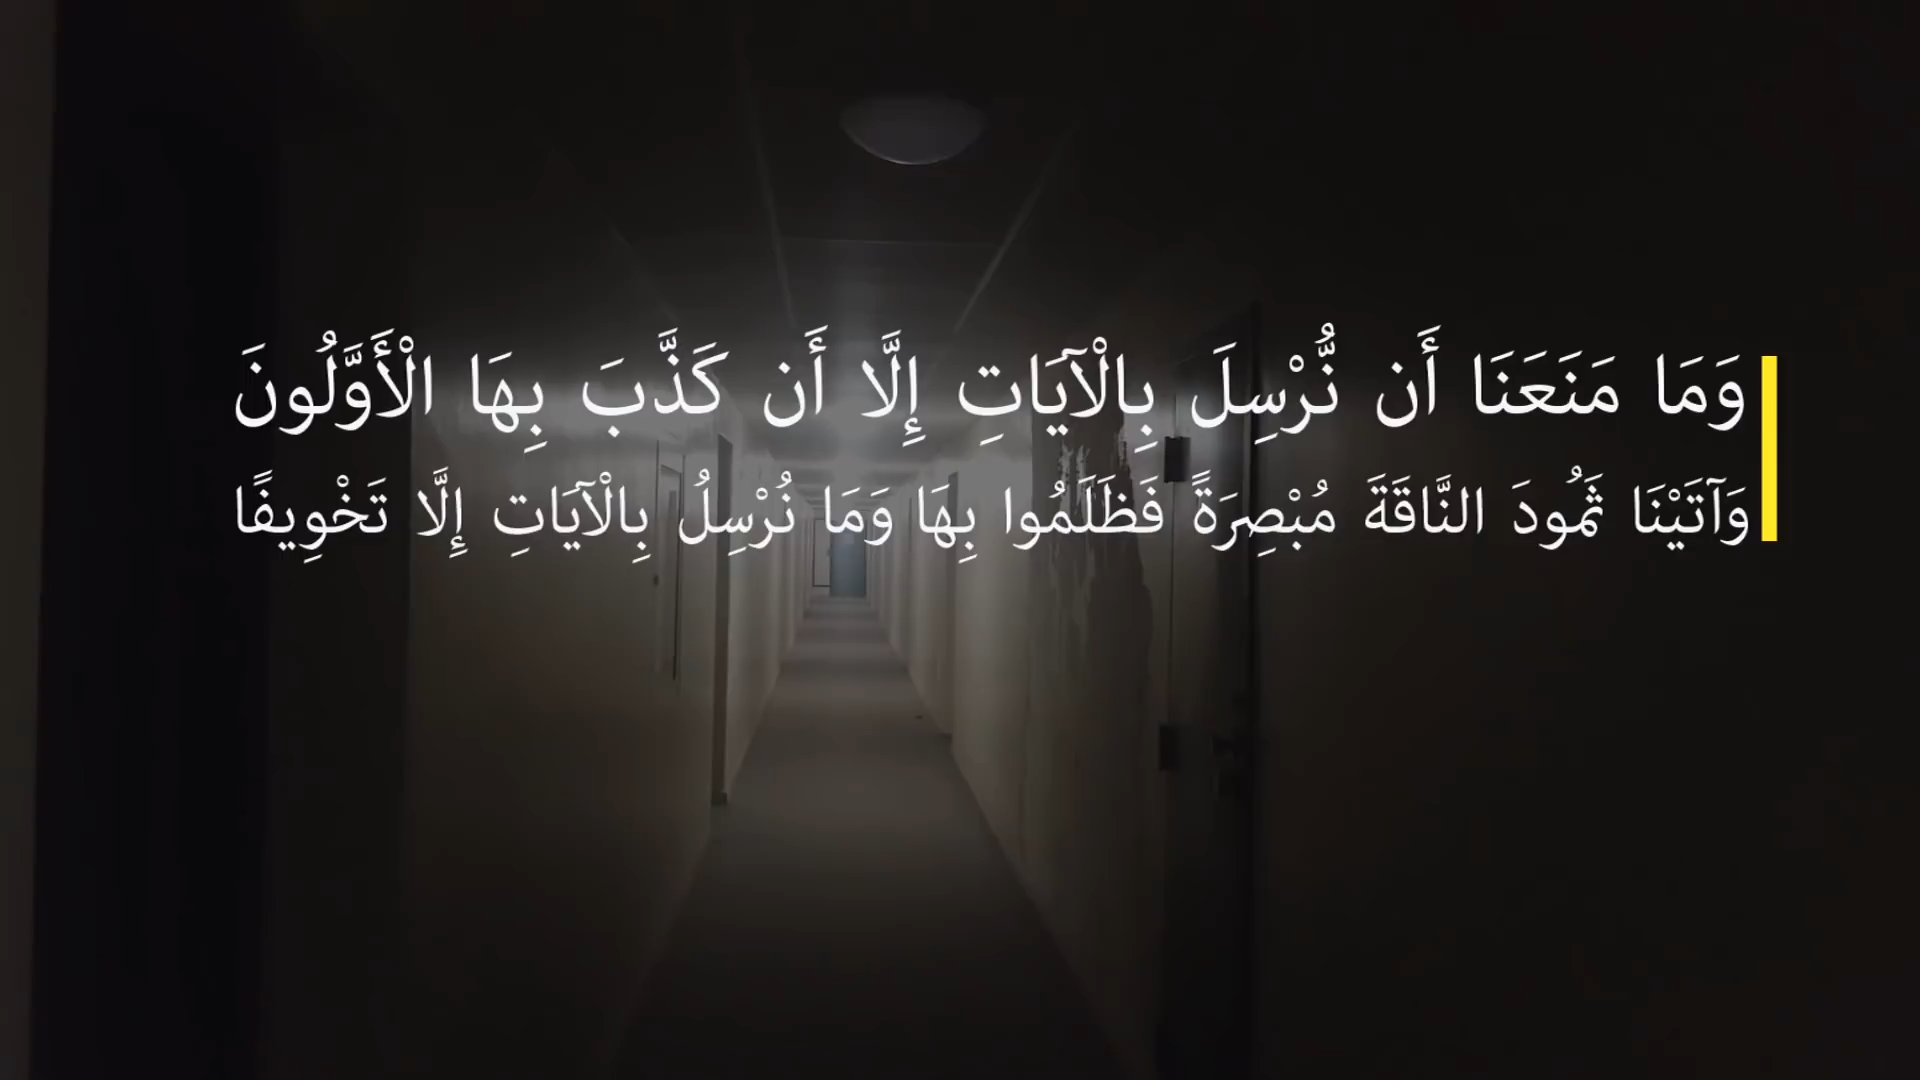 وَمَا مَنَعَنَا أَن نُّرْسِلَ بِالْآيَاتِ إِلَّا أَن كَذَّبَ بِهَا الْأَوَّلُونَ
وَآتَيْنَا ثَمُودَ النَّاقَةَ مُبْصِرَةً فَظَلَمُوا بِهَا وَمَا نُرْسِلُ بِالْآيَاتِ إِلَّا تَخْوِيفًا